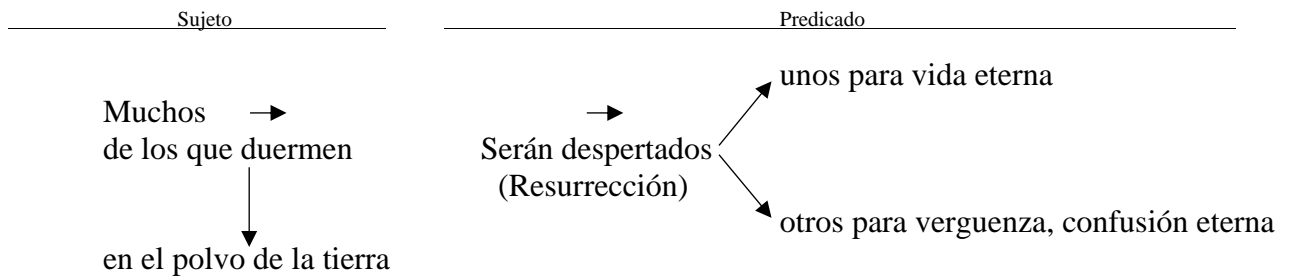 Sujeto Predicado
unos para vida eterna
Muchos
de los que duermen Serán despertados
(Resurrección)
otros para verguenza, confusión eterna
en el polvo de la tierra